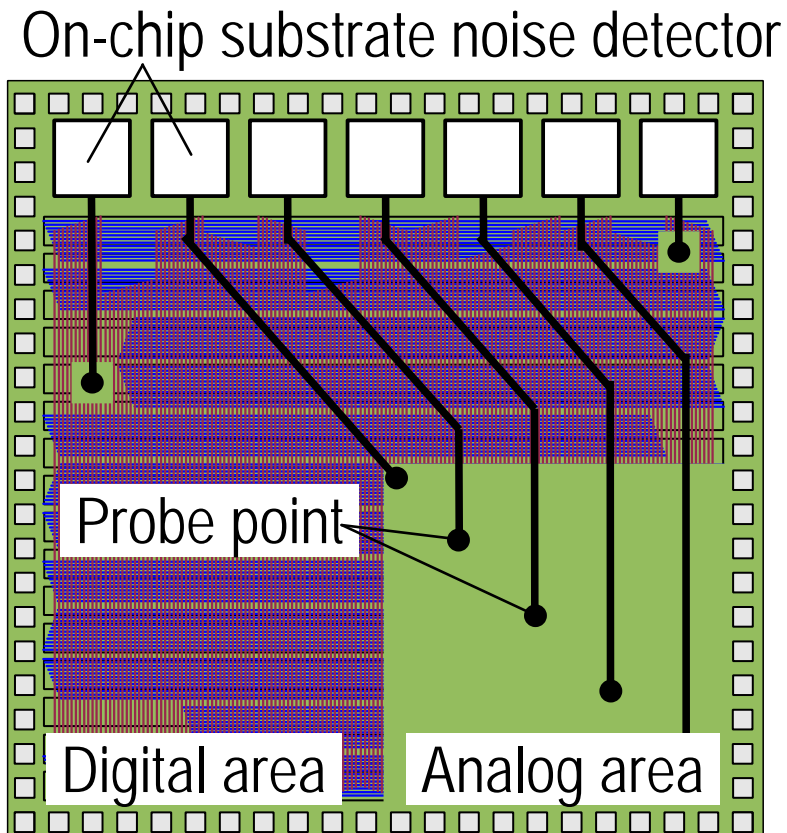 On-chip substrate noise detector
Probe point
Digital area
Analog area